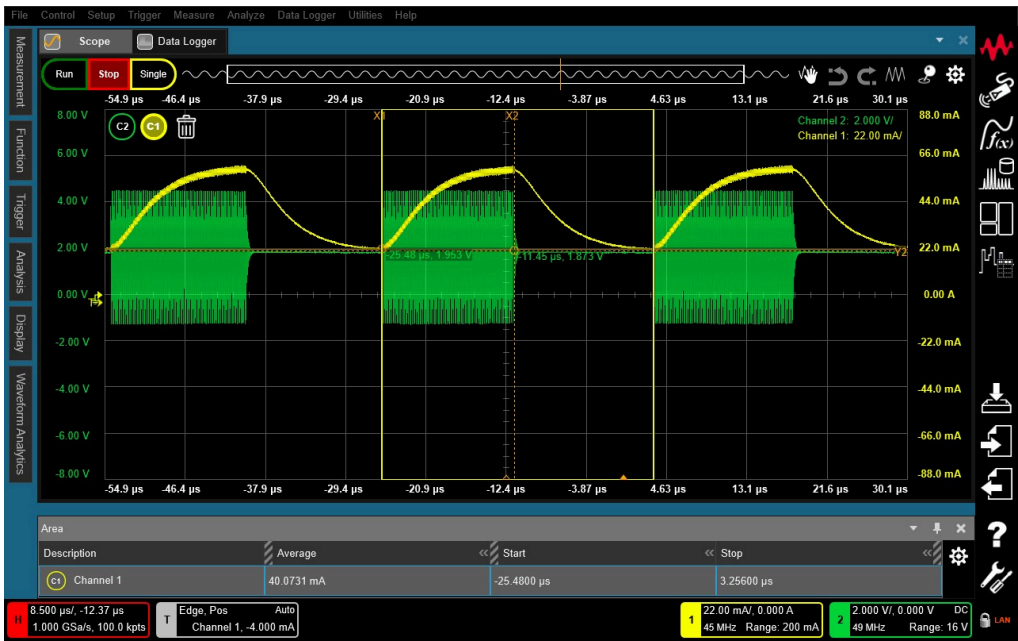 File Control Setup Trigger Measure Analyze Data Logger Utilities Help
Scope Data Logger
Run Stop Single
-54.9 µs -46.4 µs -37.9 µs -29.4 µs -20.9 µs -12.4 µs -3.87 µs 4.63 µs 13.1 µs 21.6 µs 30.1 µs
X1 X2
8.00 V 88.0 mA
C2 C1
Channel 2: 2.000 V/
Channel 1: 22.00 mA/
6.00 V 66.0 mA
4.00 V 44.0 mA
2.00 V 22.0 mA
Y2
-25.48 µs, 1.953 V -11.45 µs, 1.873 V
0.00 V 0.00 A
T
-2.00 V -22.0 mA
-4.00 V -44.0 mA
-6.00 V -66.0 mA
-8.00 V -88.0 mA
-54.9 µs -46.4 µs -37.9 µs -29.4 µs -20.9 µs -12.4 µs -3.87 µs 4.63 µs 13.1 µs 21.6 µs 30.1 µs
Measurement
Function
Trigger
Analysis
Display
Waveform Analytics
f(x)
Area
Description Average Start Stop
C1 Channel 1 40.0731 mA -25.4800 µs 3.25600 µs
?
H 8.500 µs/, -12.37 µs
1.000 GSa/s, 100.0 kpts
T Edge, Pos Auto
Channel 1, -4.000 mA
1 22.00 mA/, 0.000 A
45 MHz Range: 200 mA
2 2.000 V/, 0.000 V DC
49 MHz Range: 16 V
LAN